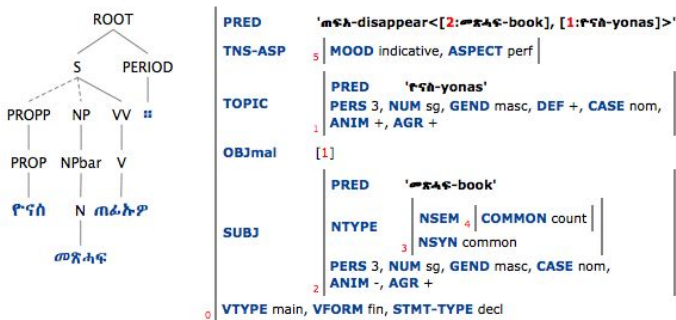 ROOT
S PERIOD
PROPP NP VV ።
PROP NPbar V
ዮናስ N ጠፊኡዎ
መጽሓፍ
PRED 'ጠፍአ-disappear<[2:መጽሓፍ-book], [1:ዮናስ-yonas]>'
TNS-ASP 5 MOOD indicative, ASPECT perf
PRED 'ዮናስ-yonas'
TOPIC PERS 3, NUM sg, GEND masc, DEF +, CASE nom,
1 ANIM +, AGR +
OBJmal [1]
PRED 'መጽሓፍ-book'
NTYPE NSEM 4 COMMON count
SUBJ 3 NSYN common
PERS 3, NUM sg, GEND masc, CASE nom,
2 ANIM -, AGR +
0 VTYPE main, VFORM fin, STMT-TYPE decl